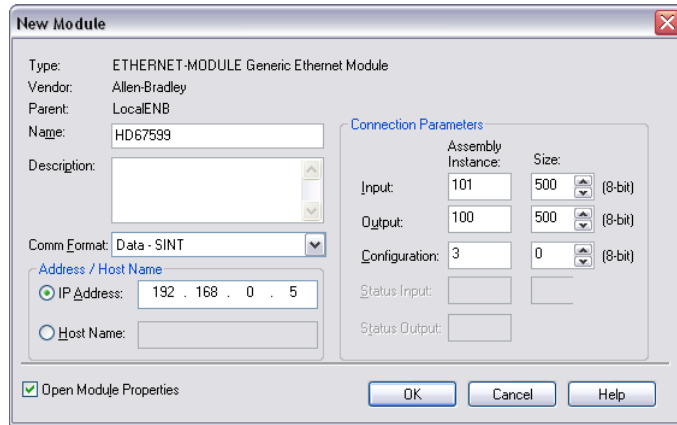 New Module
Type: ETHERNET-MODULE Generic Ethernet Module
Vendor: Allen-Bradley
Parent: LocalENB
Name: HD67599
Description:
Comm Format: Data - SINT
Address / Host Name
IP Address: 192 . 168 . 0 . 5
Host Name:
Connection Parameters
Assembly Instance: Size:
Input: 101 500 (8-bit)
Output: 100 500 (8-bit)
Configuration: 3 0 (8-bit)
Status Input:
Status Output:
Open Module Properties
OK Cancel Help